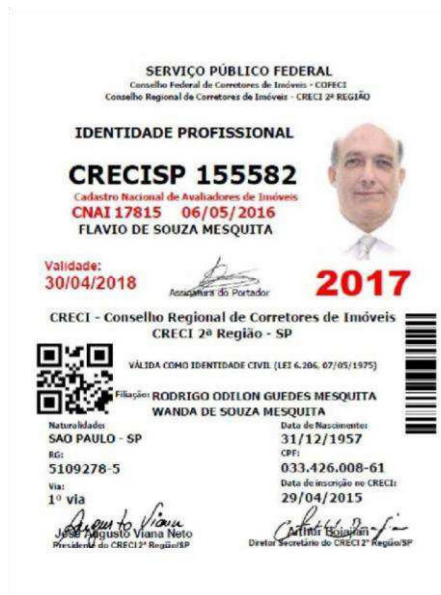 SERVIÇO PÚBLICO FEDERAL
Conselho Federal de Corretores de Imóveis - COFECI
Conselho Regional de Corretores de Imóveis - CRECI 2ª REGIÃO
IDENTIDADE PROFISSIONAL
CRECISP 155582
Cadastro Nacional de Avaliadores de Imóveis
CNAI 17815 06/05/2016
FLAVIO DE SOUZA MESQUITA
Validade:
30/04/2018
Assinatura do Portador
2017
CRECI - Conselho Regional de Corretores de Imóveis
CRECI 2ª Região - SP
VÁLIDA COMO IDENTIDADE CIVIL (LEI 6.206, 07/05/1975)
Filiação: RODRIGO ODILON GUEDES MESQUITA
WANDA DE SOUZA MESQUITA
Naturalidade:
SAO PAULO - SP
Data de Nascimento:
31/12/1957
RG:
5109278-5
CPF:
033.426.008-61
Via:
1º via
Data de inscrição no CRECI:
29/04/2015
José Augusto Viana Neto
Presidente do CRECI 2ª Região/SP
Arthur Boiajian
Diretor Secretário do CRECI 2ª Região/SP